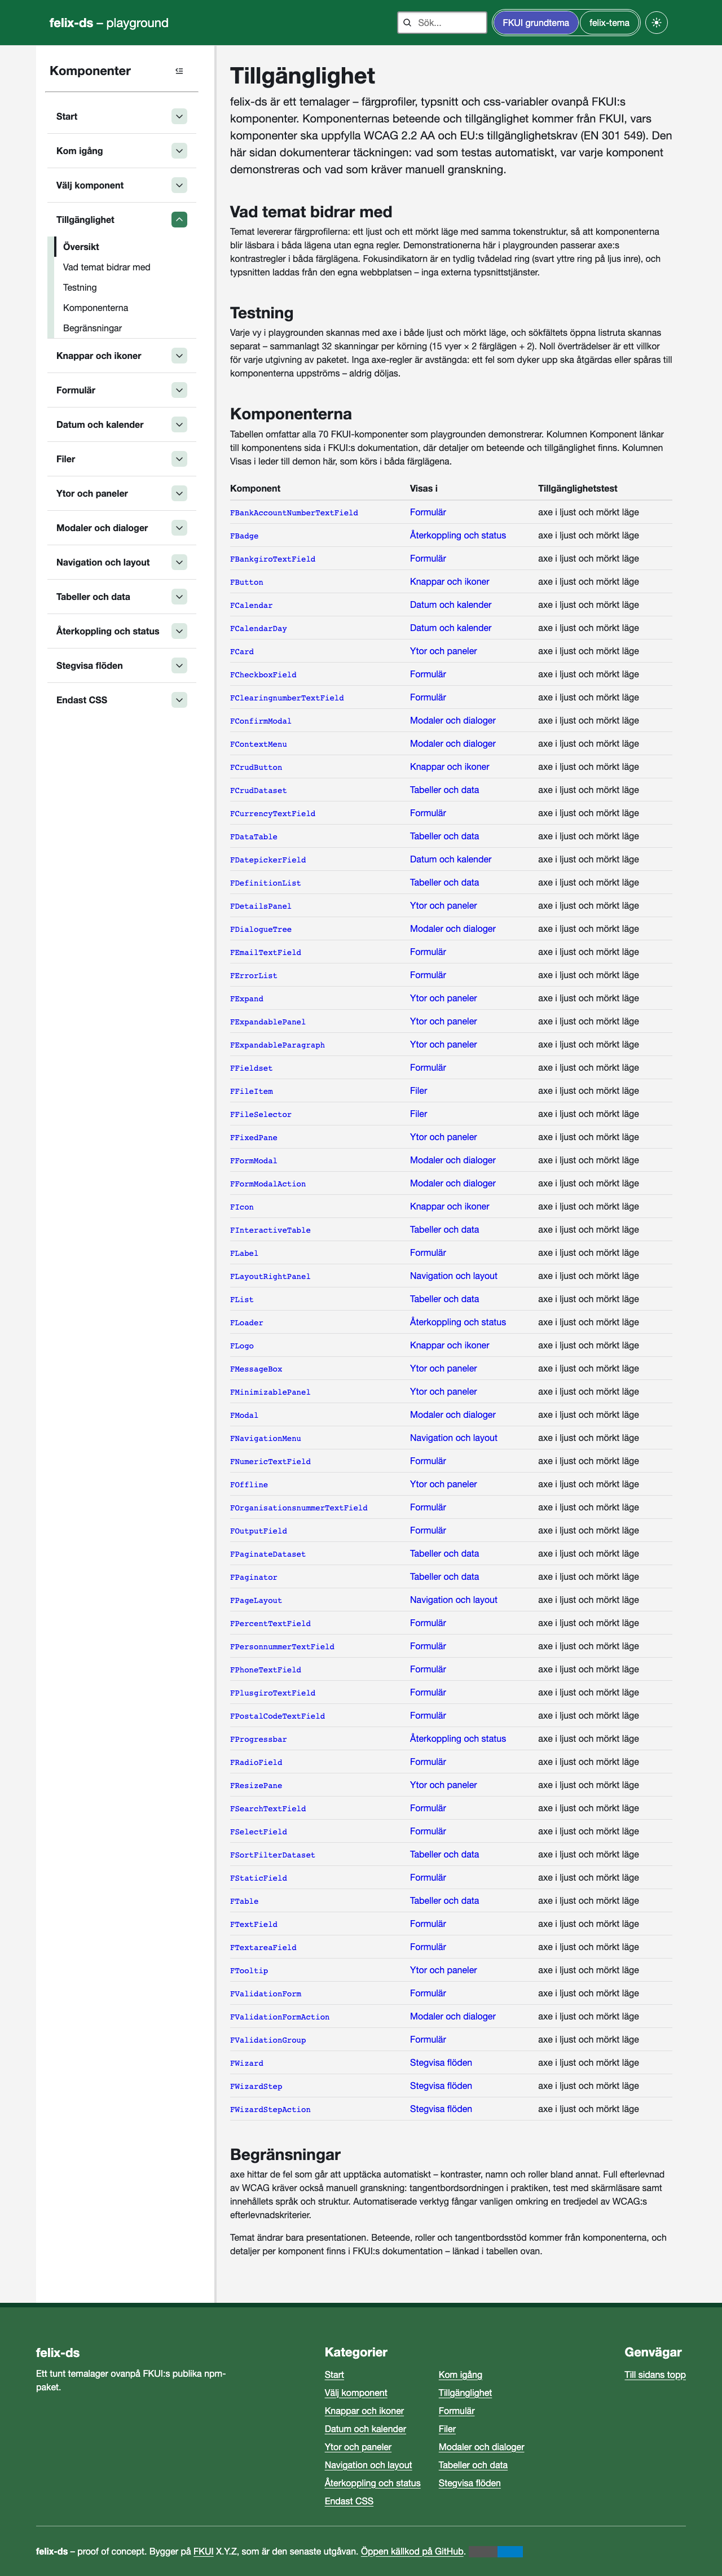 felix-ds – playground
Sök...
FKUI grundtema
felix-tema
Komponenter
Start
Kom igång
Välj komponent
Tillgänglighet
Översikt
Vad temat bidrar med
Testning
Komponenterna
Begränsningar
Knappar och ikoner
Formulär
Datum och kalender
Filer
Ytor och paneler
Modaler och dialoger
Navigation och layout
Tabeller och data
Återkoppling och status
Stegvisa flöden
Endast CSS
Tillgänglighet
felix-ds är ett temalager – färgprofiler, typsnitt och css-variabler ovanpå FKUI:s
komponenter. Komponenternas beteende och tillgänglighet kommer från FKUI, vars
komponenter ska uppfylla WCAG 2.2 AA och EU:s tillgänglighetskrav (EN 301 549). Den
här sidan dokumenterar täckningen: vad som testas automatiskt, var varje komponent
demonstreras och vad som kräver manuell granskning.
Vad temat bidrar med
Temat levererar färgprofilerna: ett ljust och ett mörkt läge med samma tokenstruktur, så att komponenterna
blir läsbara i båda lägena utan egna regler. Demonstrationerna här i playgrounden passerar axe:s
kontrastregler i båda färglägena. Fokusindikatorn är en tydlig tvådelad ring (svart yttre ring på ljus inre), och
typsnitten laddas från den egna webbplatsen – inga externa typsnittstjänster.
Testning
Varje vy i playgrounden skannas med axe i både ljust och mörkt läge, och sökfältets öppna listruta skannas
separat – sammanlagt 32 skanningar per körning (15 vyer × 2 färglägen + 2). Noll överträdelser är ett villkor
för varje utgivning av paketet. Inga axe-regler är avstängda: ett fel som dyker upp ska åtgärdas eller spåras till
komponenterna uppströms – aldrig döljas.
Komponenterna
Tabellen omfattar alla 70 FKUI-komponenter som playgrounden demonstrerar. Kolumnen Komponent länkar
till komponentens sida i FKUI:s dokumentation, där detaljer om beteende och tillgänglighet finns. Kolumnen
Visas i leder till demon här, som körs i båda färglägena.
Komponent Visas i Tillgänglighetstest
FBankAccountNumberTextField Formulär axe i ljust och mörkt läge
FBadge Återkoppling och status axe i ljust och mörkt läge
FBankgiroTextField Formulär axe i ljust och mörkt läge
FButton Knappar och ikoner axe i ljust och mörkt läge
FCalendar Datum och kalender axe i ljust och mörkt läge
FCalendarDay Datum och kalender axe i ljust och mörkt läge
FCard Ytor och paneler axe i ljust och mörkt läge
FCheckboxField Formulär axe i ljust och mörkt läge
FClearingnumberTextField Formulär axe i ljust och mörkt läge
FConfirmModal Modaler och dialoger axe i ljust och mörkt läge
FContextMenu Modaler och dialoger axe i ljust och mörkt läge
FCrudButton Knappar och ikoner axe i ljust och mörkt läge
FCrudDataset Tabeller och data axe i ljust och mörkt läge
FCurrencyTextField Formulär axe i ljust och mörkt läge
FDataTable Tabeller och data axe i ljust och mörkt läge
FDatepickerField Datum och kalender axe i ljust och mörkt läge
FDefinitionList Tabeller och data axe i ljust och mörkt läge
FDetailsPanel Ytor och paneler axe i ljust och mörkt läge
FDialogueTree Modaler och dialoger axe i ljust och mörkt läge
FEmailTextField Formulär axe i ljust och mörkt läge
FErrorList Formulär axe i ljust och mörkt läge
FExpand Ytor och paneler axe i ljust och mörkt läge
FExpandablePanel Ytor och paneler axe i ljust och mörkt läge
FExpandableParagraph Ytor och paneler axe i ljust och mörkt läge
FFieldset Formulär axe i ljust och mörkt läge
FFileItem Filer axe i ljust och mörkt läge
FFileSelector Filer axe i ljust och mörkt läge
FFixedPane Ytor och paneler axe i ljust och mörkt läge
FFormModal Modaler och dialoger axe i ljust och mörkt läge
FFormModalAction Modaler och dialoger axe i ljust och mörkt läge
FIcon Knappar och ikoner axe i ljust och mörkt läge
FInteractiveTable Tabeller och data axe i ljust och mörkt läge
FLabel Formulär axe i ljust och mörkt läge
FLayoutRightPanel Navigation och layout axe i ljust och mörkt läge
FList Tabeller och data axe i ljust och mörkt läge
FLoader Återkoppling och status axe i ljust och mörkt läge
FLogo Knappar och ikoner axe i ljust och mörkt läge
FMessageBox Ytor och paneler axe i ljust och mörkt läge
FMinimizablePanel Ytor och paneler axe i ljust och mörkt läge
FModal Modaler och dialoger axe i ljust och mörkt läge
FNavigationMenu Navigation och layout axe i ljust och mörkt läge
FNumericTextField Formulär axe i ljust och mörkt läge
FOffline Ytor och paneler axe i ljust och mörkt läge
FOrganisationsnummerTextField Formulär axe i ljust och mörkt läge
FOutputField Formulär axe i ljust och mörkt läge
FPaginateDataset Tabeller och data axe i ljust och mörkt läge
FPaginator Tabeller och data axe i ljust och mörkt läge
FPageLayout Navigation och layout axe i ljust och mörkt läge
FPercentTextField Formulär axe i ljust och mörkt läge
FPersonnummerTextField Formulär axe i ljust och mörkt läge
FPhoneTextField Formulär axe i ljust och mörkt läge
FPlusgiroTextField Formulär axe i ljust och mörkt läge
FPostalCodeTextField Formulär axe i ljust och mörkt läge
FProgressbar Återkoppling och status axe i ljust och mörkt läge
FRadioField Formulär axe i ljust och mörkt läge
FResizePane Ytor och paneler axe i ljust och mörkt läge
FSearchTextField Formulär axe i ljust och mörkt läge
FSelectField Formulär axe i ljust och mörkt läge
FSortFilterDataset Tabeller och data axe i ljust och mörkt läge
FStaticField Formulär axe i ljust och mörkt läge
FTable Tabeller och data axe i ljust och mörkt läge
FTextField Formulär axe i ljust och mörkt läge
FTextareaField Formulär axe i ljust och mörkt läge
FTooltip Ytor och paneler axe i ljust och mörkt läge
FValidationForm Formulär axe i ljust och mörkt läge
FValidationFormAction Modaler och dialoger axe i ljust och mörkt läge
FValidationGroup Formulär axe i ljust och mörkt läge
FWizard Stegvisa flöden axe i ljust och mörkt läge
FWizardStep Stegvisa flöden axe i ljust och mörkt läge
FWizardStepAction Stegvisa flöden axe i ljust och mörkt läge
Begränsningar
axe hittar de fel som går att upptäcka automatiskt – kontraster, namn och roller bland annat. Full efterlevnad
av WCAG kräver också manuell granskning: tangentbordsordningen i praktiken, test med skärmläsare samt
innehållets språk och struktur. Automatiserade verktyg fångar vanligen omkring en tredjedel av WCAG:s
efterlevnadskriterier.
Temat ändrar bara presentationen. Beteende, roller och tangentbordsstöd kommer från komponenterna, och
detaljer per komponent finns i FKUI:s dokumentation – länkad i tabellen ovan.
felix-ds
Ett tunt temalager ovanpå FKUI:s publika npm-
paket.
Kategorier
Start Kom igång
Välj komponent Tillgänglighet
Knappar och ikoner Formulär
Datum och kalender Filer
Ytor och paneler Modaler och dialoger
Navigation och layout Tabeller och data
Återkoppling och status Stegvisa flöden
Endast CSS
Genvägar
Till sidans topp
felix-ds – proof of concept. Bygger på FKUI X.Y.Z, som är den senaste utgåvan. Öppen källkod på GitHub.